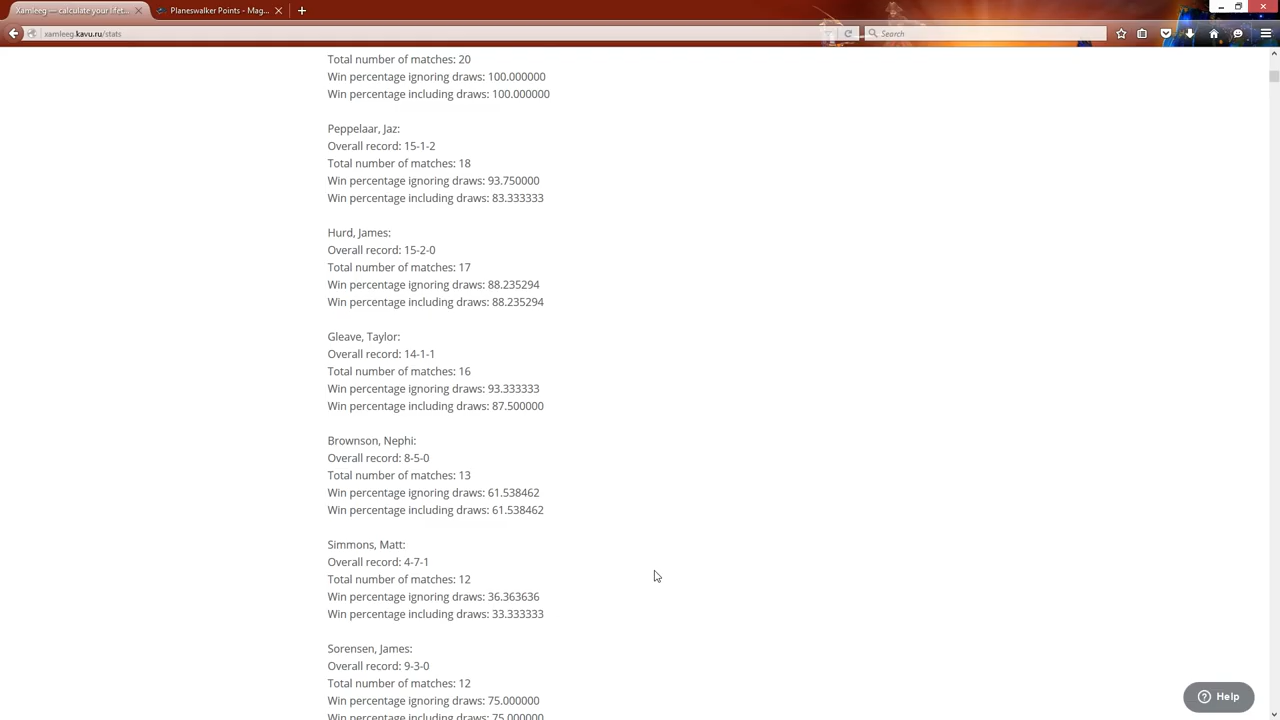 Xamleeg — calculate your lifet...
Planeswalker Points - Mag...
xamleeg.kavu.ru/stats
Search
Total number of matches: 20
Win percentage ignoring draws: 100.000000
Win percentage including draws: 100.000000
Peppelaar, Jaz:
Overall record: 15-1-2
Total number of matches: 18
Win percentage ignoring draws: 93.750000
Win percentage including draws: 83.333333
Hurd, James:
Overall record: 15-2-0
Total number of matches: 17
Win percentage ignoring draws: 88.235294
Win percentage including draws: 88.235294
Gleave, Taylor:
Overall record: 14-1-1
Total number of matches: 16
Win percentage ignoring draws: 93.333333
Win percentage including draws: 87.500000
Brownson, Nephi:
Overall record: 8-5-0
Total number of matches: 13
Win percentage ignoring draws: 61.538462
Win percentage including draws: 61.538462
Simmons, Matt:
Overall record: 4-7-1
Total number of matches: 12
Win percentage ignoring draws: 36.363636
Win percentage including draws: 33.333333
Sorensen, James:
Overall record: 9-3-0
Total number of matches: 12
Win percentage ignoring draws: 75.000000
Win percentage including draws: 75.000000
Help